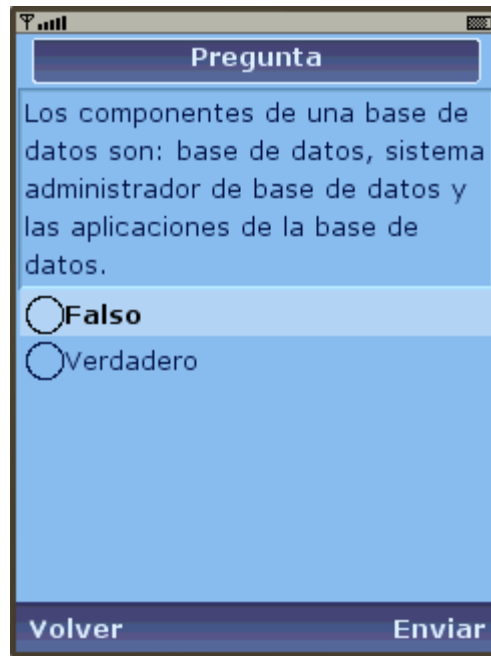 Pregunta
Los componentes de una base de
datos son: base de datos, sistema
administrador de base de datos y
las aplicaciones de la base de
datos.
Falso
Verdadero
Volver Enviar